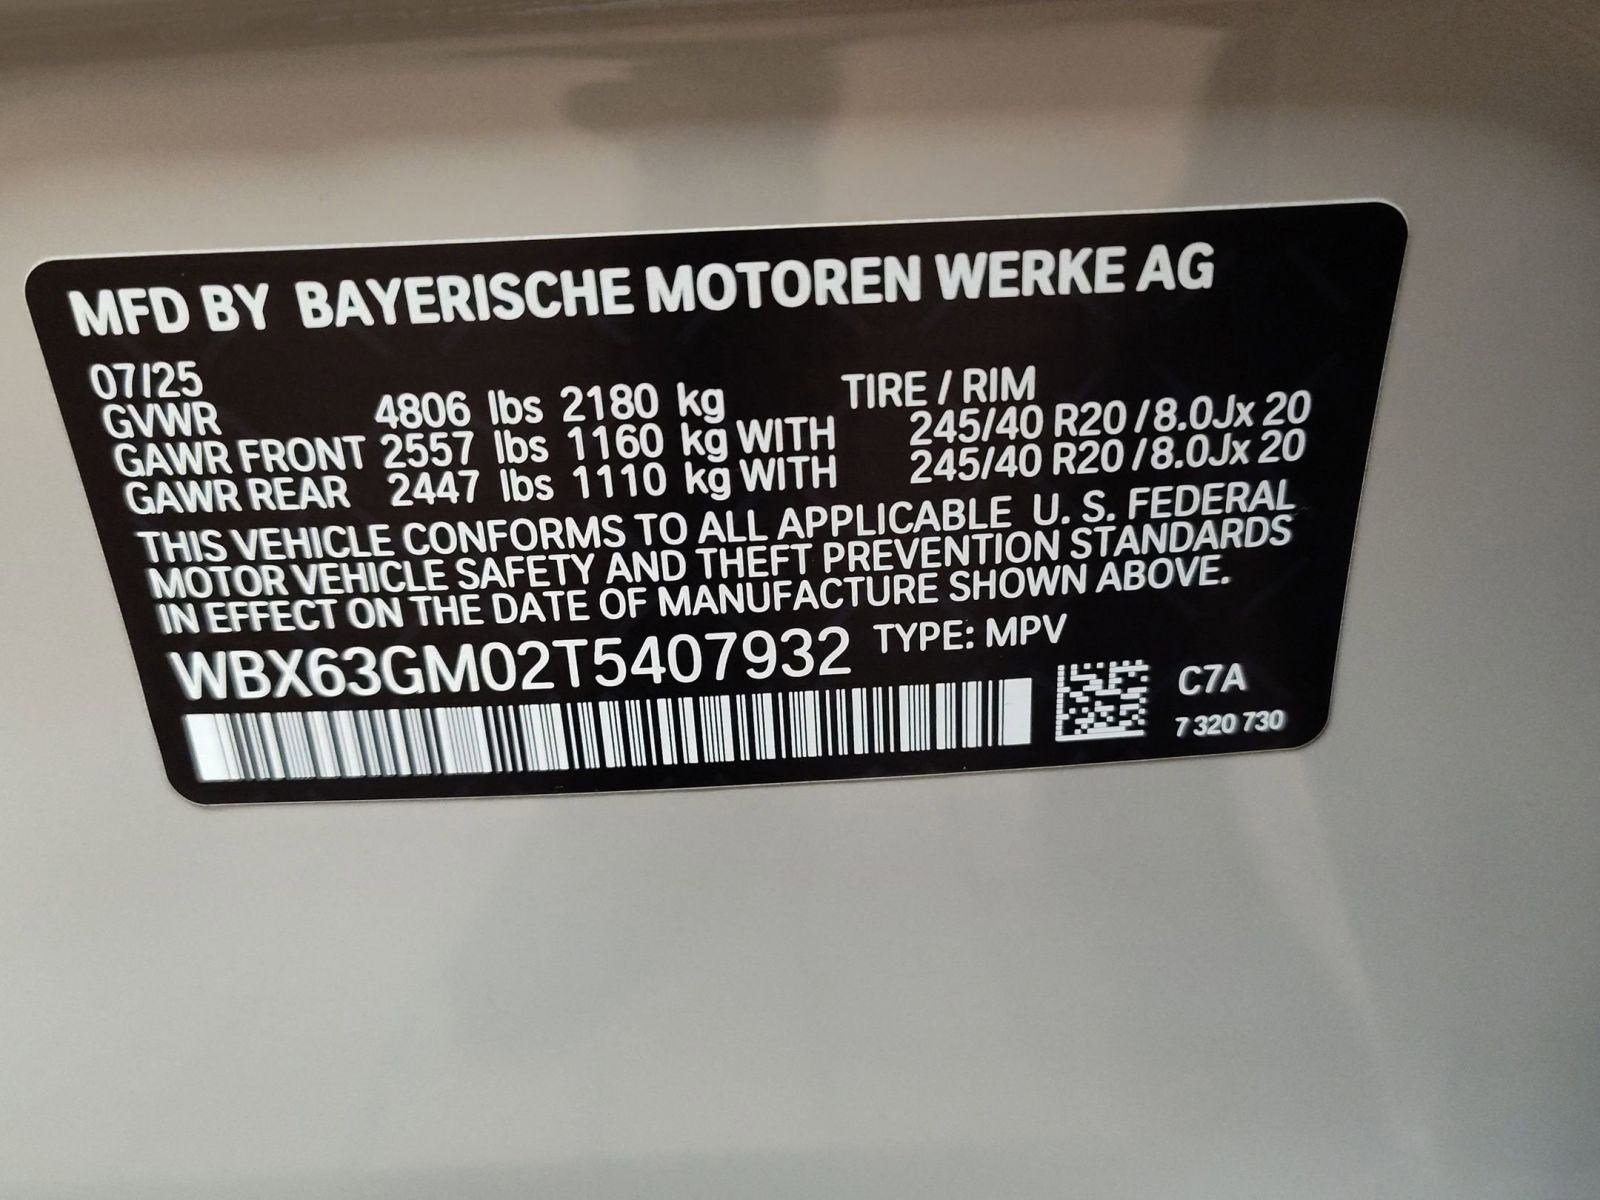 MFD BY BAYERISCHE MOTOREN WERKE AG
07/25
GVWR 4806 lbs 2180 kg TIRE / RIM
GAWR FRONT 2557 lbs 1160 kg WITH 245/40 R20 / 8.0Jx 20
GAWR REAR 2447 lbs 1110 kg WITH 245/40 R20 / 8.0Jx 20
THIS VEHICLE CONFORMS TO ALL APPLICABLE U. S. FEDERAL
MOTOR VEHICLE SAFETY AND THEFT PREVENTION STANDARDS
IN EFFECT ON THE DATE OF MANUFACTURE SHOWN ABOVE.
WBX63GM02T5407932 TYPE: MPV
C7A
7 320 730